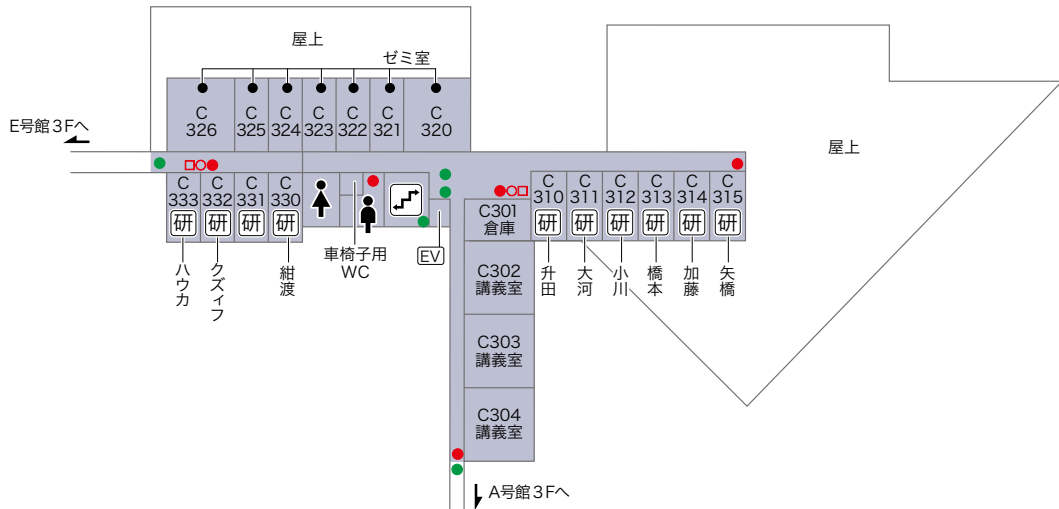 屋上
ゼミ室
C
326
C
325
C
324
C
323
C
322
C
321
C
320
E号館3Fへ
屋上
C
333
研
C
332
研
C
331
研
C
330
研
C
310
研
C
311
研
C
312
研
C
313
研
C
314
研
C
315
研
C301
倉庫
車椅子用
WC
EV
ハウカ
クズィフ
紺渡
升田
大河
小川
橋本
加藤
矢橋
C302
講義室
C303
講義室
C304
講義室
A号館3Fへ